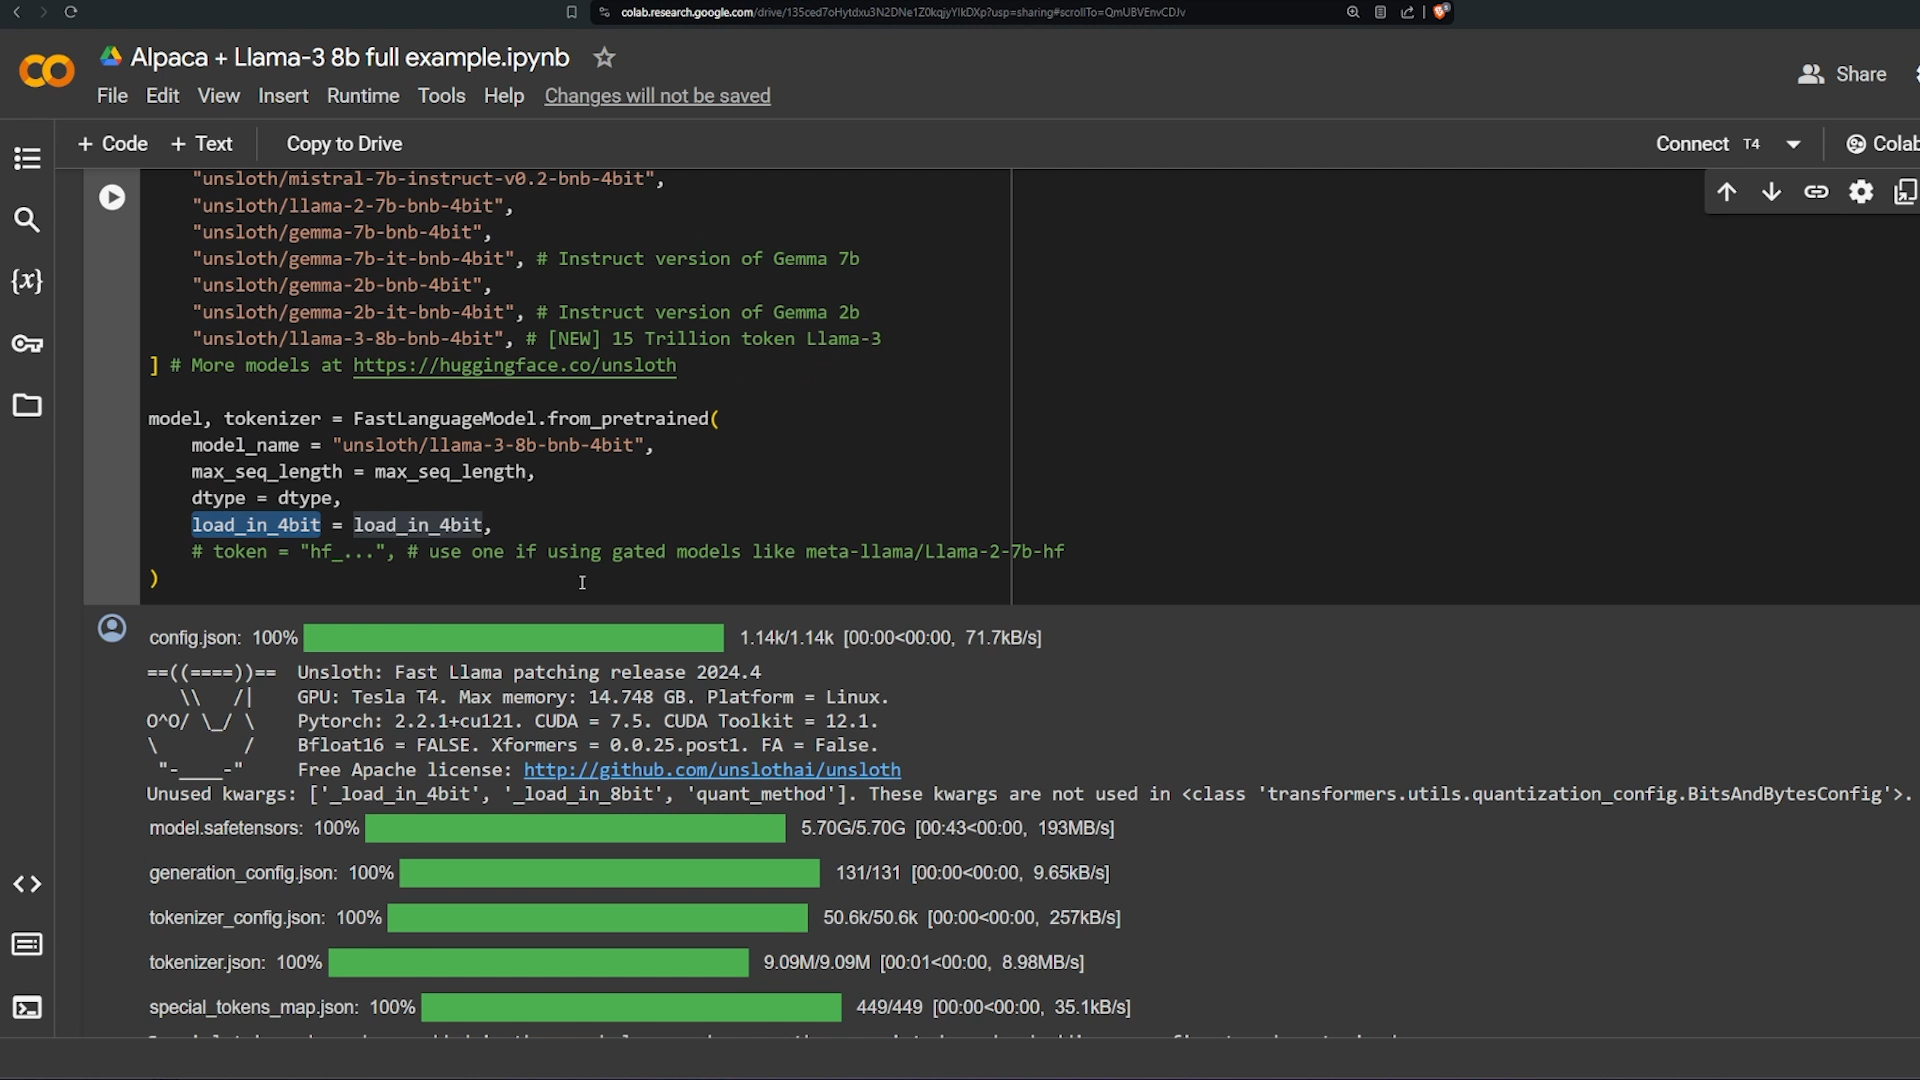 colab.research.google.com/drive/135ced7oHytdxu3N2DNe1Z0kqjyYlkDXp?usp=sharing#scrollTo=QmUBVEnvCDJv
Alpaca + Llama-3 8b full example.ipynb
Share
File Edit View Insert Runtime Tools Help Changes will not be saved
+ Code + Text Copy to Drive Connect T4 Colab
"unsloth/mistral-7b-instruct-v0.2-bnb-4bit",
"unsloth/llama-2-7b-bnb-4bit",
"unsloth/gemma-7b-bnb-4bit",
"unsloth/gemma-7b-it-bnb-4bit", # Instruct version of Gemma 7b
"unsloth/gemma-2b-bnb-4bit",
"unsloth/gemma-2b-it-bnb-4bit", # Instruct version of Gemma 2b
"unsloth/llama-3-8b-bnb-4bit", # [NEW] 15 Trillion token Llama-3
] # More models at https://huggingface.co/unsloth
model, tokenizer = FastLanguageModel.from_pretrained(
model_name = "unsloth/llama-3-8b-bnb-4bit",
max_seq_length = max_seq_length,
dtype = dtype,
load_in_4bit = load_in_4bit,
# token = "hf_...", # use one if using gated models like meta-llama/Llama-2-7b-hf
)
config.json: 100% 1.14k/1.14k [00:00<00:00, 71.7kB/s]
==((====))== Unsloth: Fast Llama patching release 2024.4
\\ /| GPU: Tesla T4. Max memory: 14.748 GB. Platform = Linux.
O^O/ \_/ \ Pytorch: 2.2.1+cu121. CUDA = 7.5. CUDA Toolkit = 12.1.
\ / Bfloat16 = FALSE. Xformers = 0.0.25.post1. FA = False.
"-____-" Free Apache license: http://github.com/unslothai/unsloth
Unused kwargs: ['_load_in_4bit', '_load_in_8bit', 'quant_method']. These kwargs are not used in <class 'transformers.utils.quantization_config.BitsAndBytesConfig'>.
model.safetensors: 100% 5.70G/5.70G [00:43<00:00, 193MB/s]
generation_config.json: 100% 131/131 [00:00<00:00, 9.65kB/s]
tokenizer_config.json: 100% 50.6k/50.6k [00:00<00:00, 257kB/s]
tokenizer.json: 100% 9.09M/9.09M [00:01<00:00, 8.98MB/s]
special_tokens_map.json: 100% 449/449 [00:00<00:00, 35.1kB/s]